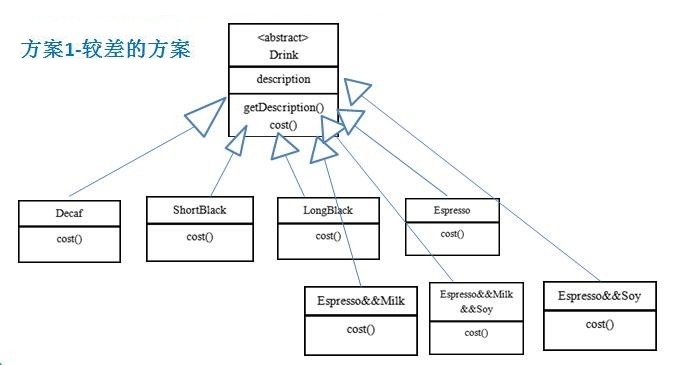 方案1-较差的方案
<abstract>
Drink
description
getDescription()
cost()
Decaf
cost()
ShortBlack
cost()
LongBlack
cost()
Espresso
cost()
Espresso&&Milk
cost()
Espresso&&Milk
&&Soy
cost()
Espresso&&Soy
cost()